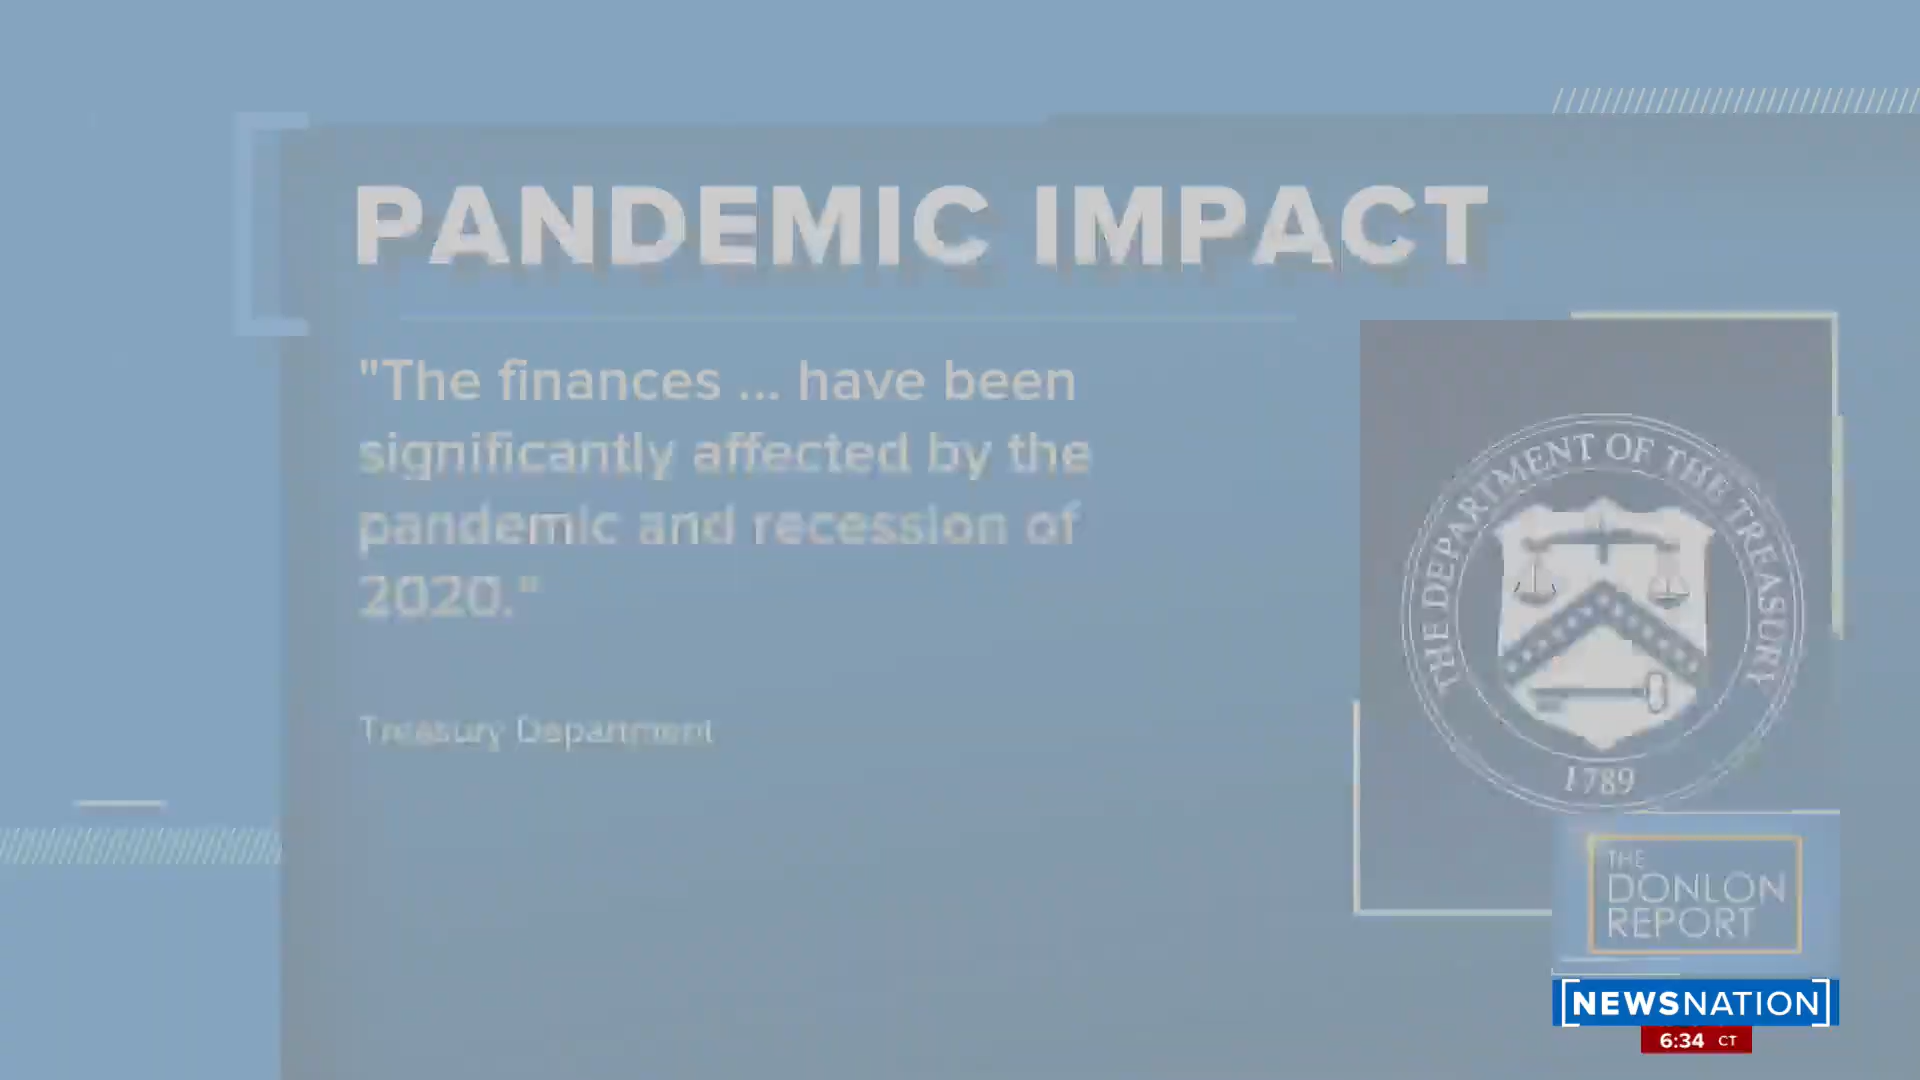 PANDEMIC IMPACT
"The finances ... have been
significantly affected by the
pandemic and recession of
2020."
Treasury Department
THE DEPARTMENT OF THE TREASURY
1789
THE
DONLON
REPORT
NEWSNATION
6:34 CT